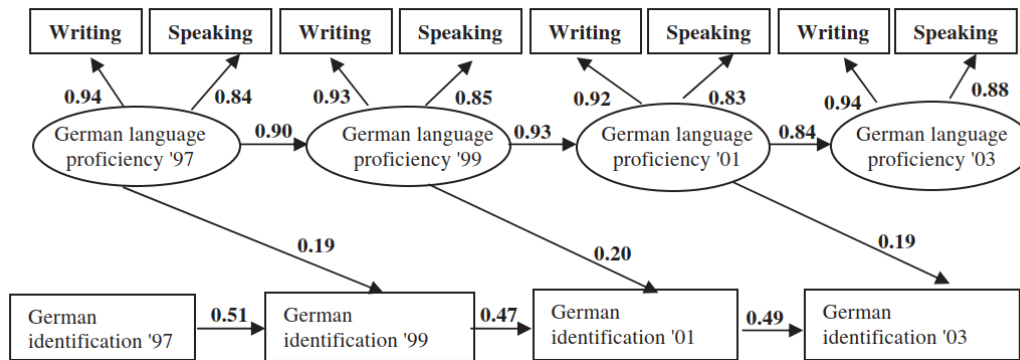 Writing Speaking Writing Speaking Writing Speaking Writing Speaking
0.94 0.84 0.93 0.85 0.92 0.83 0.94 0.88
German language proficiency '97
0.90
German language proficiency '99
0.93
German language proficiency '01
0.84
German language proficiency '03
0.19 0.20 0.19
German identification '97
0.51
German identification '99
0.47
German identification '01
0.49
German identification '03